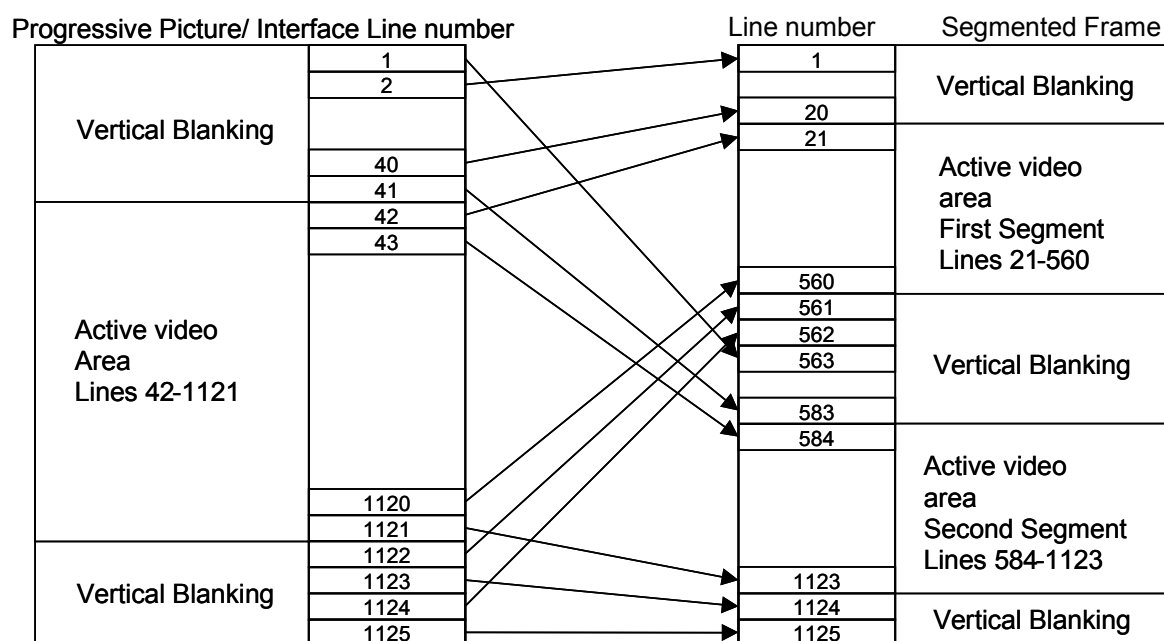 Progressive Picture/ Interface Line number
Vertical Blanking
1
2
40
41
Active video
Area
Lines 42-1121
42
43
1120
1121
Vertical Blanking
1122
1123
1124
1125
Line number
Segmented Frame
1
20
Vertical Blanking
21
560
Active video
area
First Segment
Lines 21-560
561
562
563
583
Vertical Blanking
584
1123
Active video
area
Second Segment
Lines 584-1123
1124
1125
Vertical Blanking